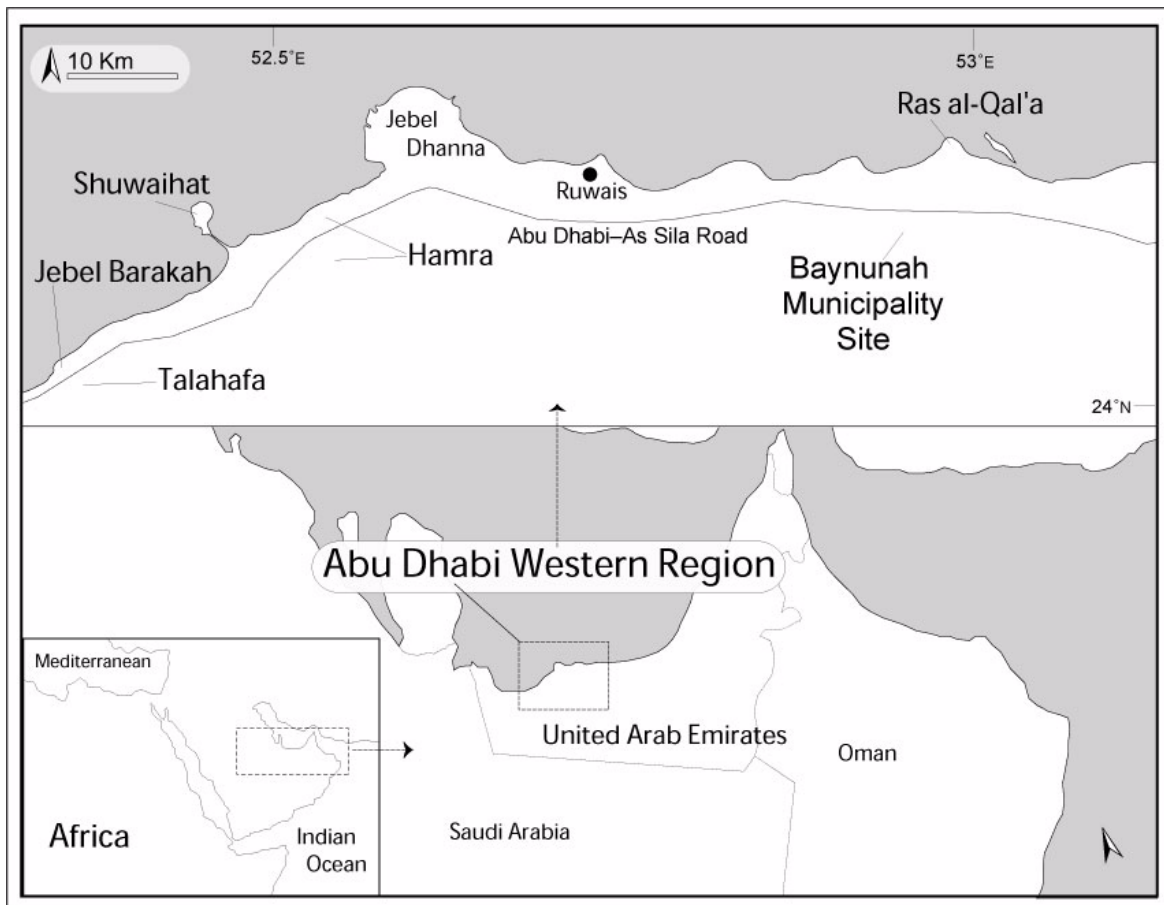 10 Km
52.5°E
53°E
Ras al-Qal'a
Jebel
Dhanna
Shuwaihat
Ruwais
Abu Dhabi–As Sila Road
Hamra
Jebel Barakah
Baynunah
Municipality
Site
Talahafa
24°N
Abu Dhabi Western Region
Mediterranean
Africa
Indian
Ocean
United Arab Emirates
Oman
Saudi Arabia